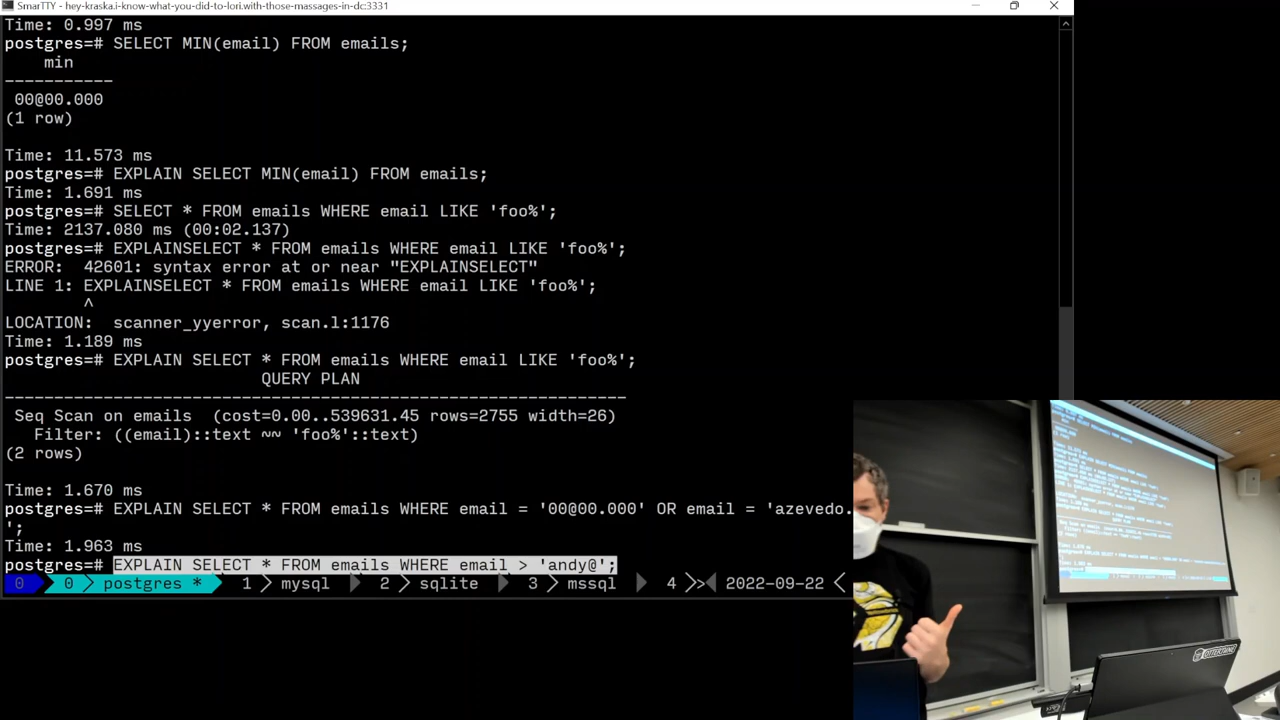 SmarTTY - hey-kraska.i-know-what-you-did-to-lori.with-those-massages-in-dc:3331
Time: 0.997 ms
postgres=# SELECT MIN(email) FROM emails;
min
-----------
00@00.000
(1 row)
Time: 11.573 ms
postgres=# EXPLAIN SELECT MIN(email) FROM emails;
Time: 1.691 ms
postgres=# SELECT * FROM emails WHERE email LIKE 'foo%';
Time: 2137.080 ms (00:02.137)
postgres=# EXPLAINSELECT * FROM emails WHERE email LIKE 'foo%';
ERROR:  42601: syntax error at or near "EXPLAINSELECT"
LINE 1: EXPLAINSELECT * FROM emails WHERE email LIKE 'foo%';
^
LOCATION:  scanner_yyerror, scan.l:1176
Time: 1.189 ms
postgres=# EXPLAIN SELECT * FROM emails WHERE email LIKE 'foo%';
QUERY PLAN
---------------------------------------------------------------
Seq Scan on emails  (cost=0.00..539631.45 rows=2755 width=26)
Filter: ((email)::text ~~ 'foo%'::text)
(2 rows)
Time: 1.670 ms
postgres=# EXPLAIN SELECT * FROM emails WHERE email = '00@00.000' OR email = 'azevedo.
';
Time: 1.963 ms
postgres=# EXPLAIN SELECT * FROM emails WHERE email > 'andy@';
0 0 postgres * 1 mysql 2 sqlite 3 mssql 4 2022-09-22
OTTERTUNE